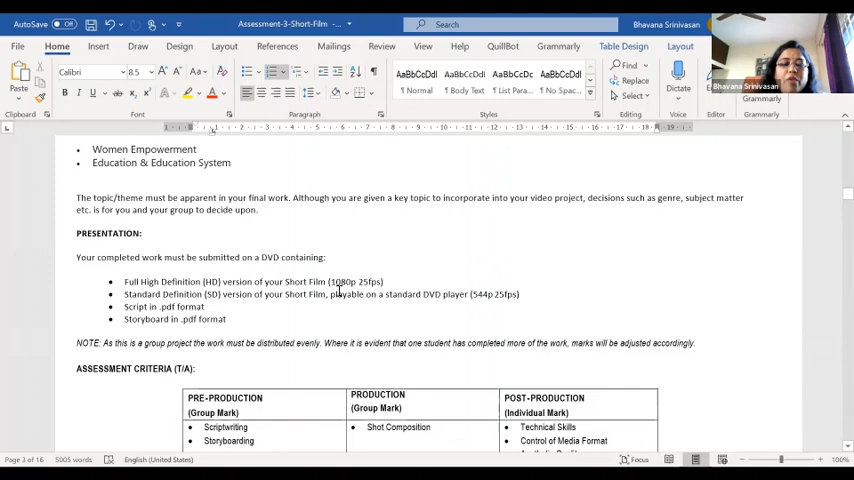 AutoSave Off
Assessment-3-Short-Film -
Search
Bhavana Srinivasan
File Home Insert Draw Design Layout References Mailings Review View Help QuillBot Grammarly Table Design Layout
Paste
Calibri 8.5
Find
Replace
Select
AaBbCcDdI AaBbCcDdI AaBbCcDdI AaBbCcDdI
Normal Body Text List Para... No Spac...
Dictate
Grammarly
Bhavana Srinivasan
Clipboard Font Paragraph Styles Editing Voice Grammarly
Women Empowerment
Education & Education System
The topic/theme must be apparent in your final work. Although you are given a key topic to incorporate into your video project, decisions such as genre, subject matter
etc. is for you and your group to decide upon.
PRESENTATION:
Your completed work must be submitted on a DVD containing:
Full High Definition (HD) version of your Short Film (1080p 25fps)
Standard Definition (SD) version of your Short Film, playable on a standard DVD player (544p 25fps)
Script in .pdf format
Storyboard in .pdf format
NOTE: As this is a group project the work must be distributed evenly. Where it is evident that one student has completed more of the work, marks will be adjusted accordingly.
ASSESSMENT CRITERIA (T/A):
PRE-PRODUCTION
(Group Mark)
PRODUCTION
(Group Mark)
POST-PRODUCTION
(Individual Mark)
Scriptwriting
Storyboarding
Shot Composition
Technical Skills
Control of Media Format
Page 3 of 16 5005 words English (United States) Focus 100%